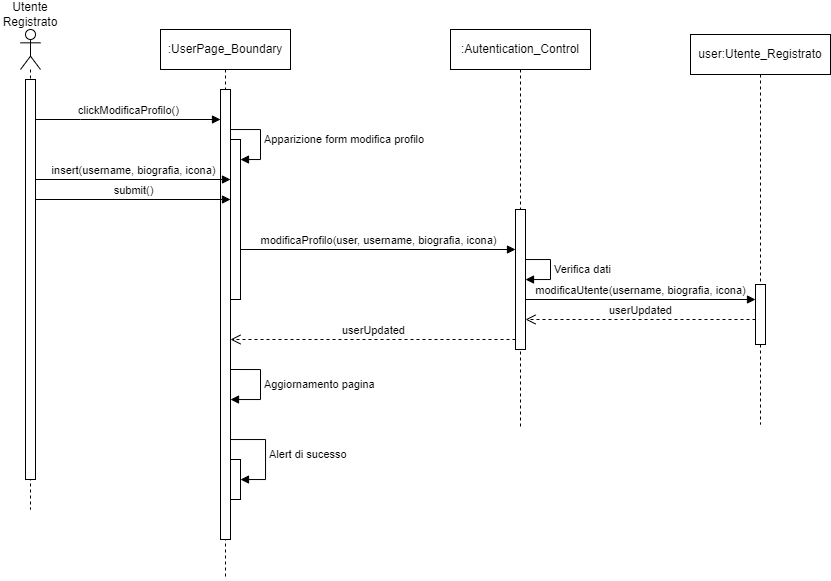 Utente
Registrato
:UserPage_Boundary
:Autentication_Control
user:Utente_Registrato
clickModificaProfilo()
Apparizione form modifica profilo
insert(username, biografia, icona)
submit()
modificaProfilo(user, username, biografia, icona)
Verifica dati
modificaUtente(username, biografia, icona)
userUpdated
userUpdated
Aggiornamento pagina
Alert di sucesso